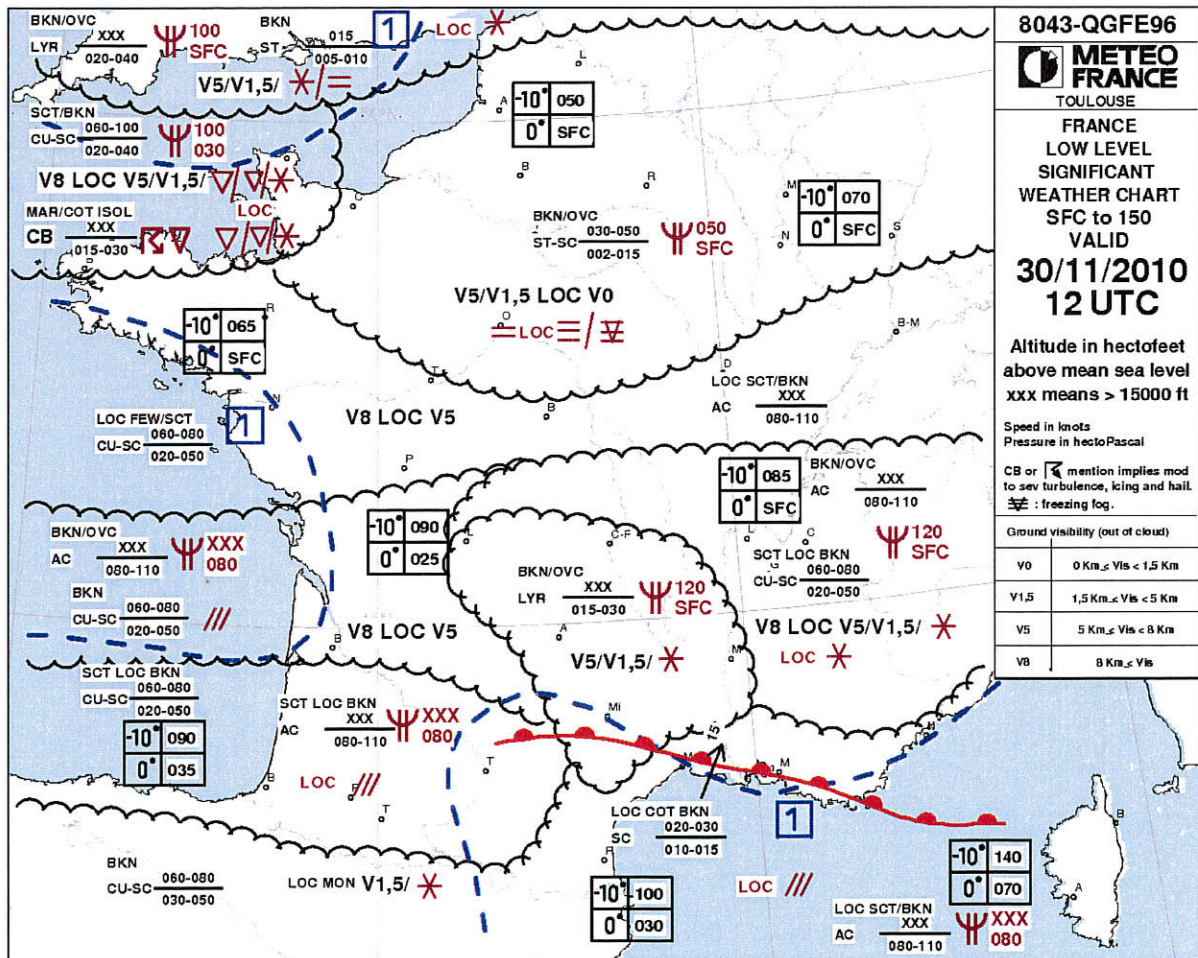 BKN/OVC
LYR XXX
020-040
100
SFC
BKN
ST 015
005-010
1
LOC
V5/V1,5/
SCT/BKN
CU-SC 060-100
020-040
100
030
V8 LOC V5/V1,5/
LOC
MAR/COT ISOL
CB XXX
015-030
-10° 050
0° SFC
L
A
B
R
C
M
N
S
-10° 070
0° SFC
BKN/OVC
ST-SC 030-050
002-015
050
SFC
V5/V1,5 LOC V0
LOC
O
R
B-M
-10° 065
0° SFC
T
D
B
N
LOC FEW/SCT
CU-SC 060-080
020-050
1
V8 LOC V5
LOC SCT/BKN
AC XXX
080-110
P
-10° 085
0° SFC
BKN/OVC
AC XXX
080-110
120
SFC
BKN/OVC
AC XXX
080-110
XXX
080
BKN
CU-SC 060-080
020-050
-10° 090
0° 025
L
C-F
L
C
G
SCT LOC BKN
CU-SC 060-080
020-050
BKN/OVC
LYR XXX
015-030
120
SFC
V8 LOC V5
V8 LOC V5/V1,5/
LOC
B
A
M
V5/V1,5/
SCT LOC BKN
CU-SC 060-080
020-050
-10° 090
0° 035
SCT LOC BKN
AC XXX
080-110
XXX
080
LOC
Mi
15
N
M
M
B
P
T
T
LOC COT BKN
SC 020-030
010-015
1
B
P
BKN
CU-SC 060-080
030-050
LOC MON V1,5/
-10° 100
0° 030
LOC
-10° 140
0° 070
A
LOC SCT/BKN
AC XXX
080-110
XXX
080
8043-QGFE96
METEO
FRANCE
TOULOUSE
FRANCE
LOW LEVEL
SIGNIFICANT
WEATHER CHART
SFC to 150
VALID
30/11/2010
12 UTC
Altitude in hectofeet
above mean sea level
xxx means > 15000 ft
Speed in knots
Pressure in hectoPascal
CB or mention implies mod
to sev turbulence, icing and hail.
: freezing fog.
Ground visibility (out of cloud)
V0 0 Km ≤ Vis < 1,5 Km
V1,5 1,5 Km ≤ Vis < 5 Km
V5 5 Km ≤ Vis < 8 Km
V8 8 Km ≤ Vis